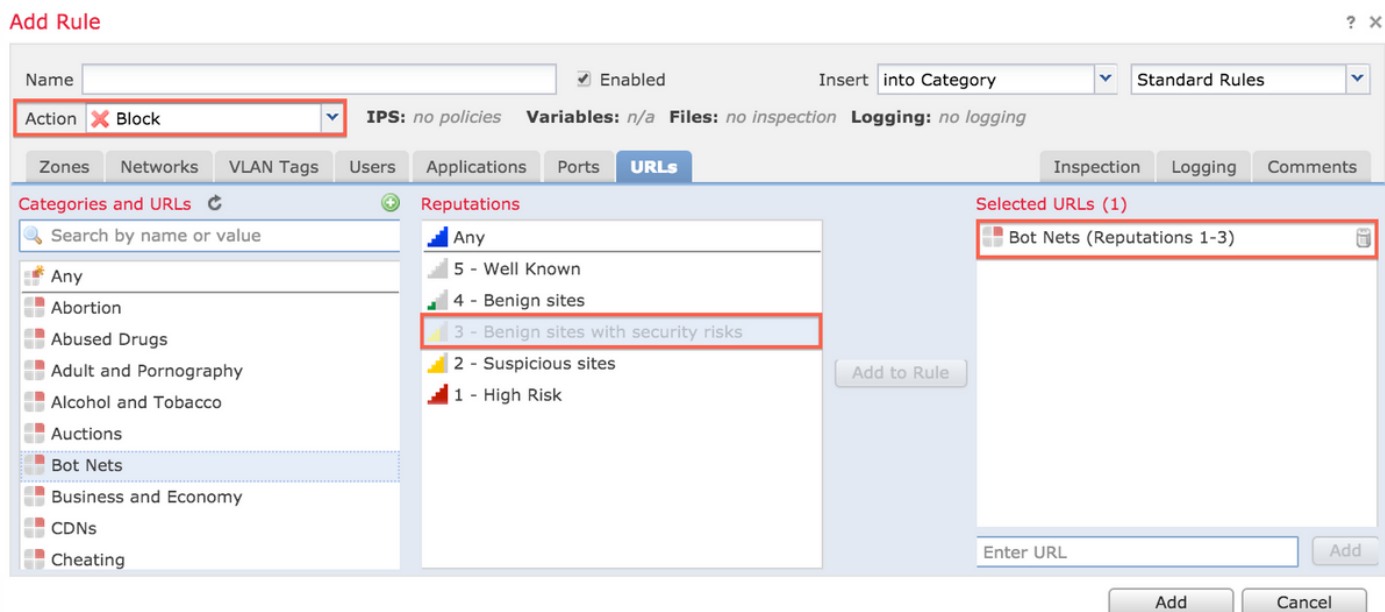 Add Rule ? ×
Name Enabled Insert into Category Standard Rules
Action Block IPS: no policies Variables: n/a Files: no inspection Logging: no logging
Zones Networks VLAN Tags Users Applications Ports URLs Inspection Logging Comments
Categories and URLs
Search by name or value
Any
Abortion
Abused Drugs
Adult and Pornography
Alcohol and Tobacco
Auctions
Bot Nets
Business and Economy
CDNs
Cheating
Reputations
Any
5 - Well Known
4 - Benign sites
3 - Benign sites with security risks
2 - Suspicious sites
1 - High Risk
Add to Rule
Selected URLs (1)
Bot Nets (Reputations 1-3)
Enter URL Add
Add Cancel